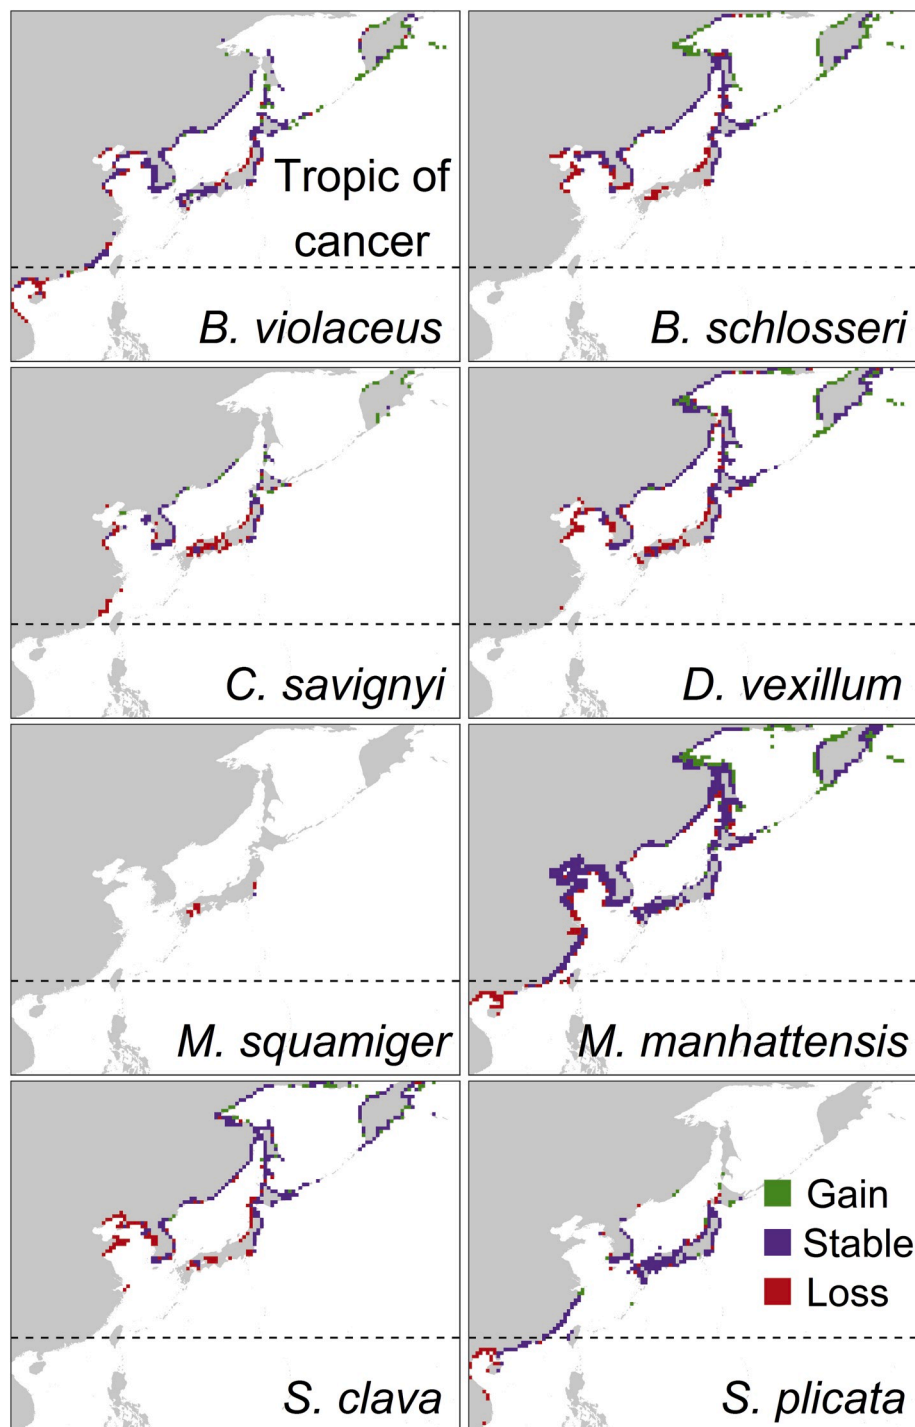 Tropic of
cancer
B. violaceus
B. schlosseri
C. savignyi
D. vexillum
M. squamiger
M. manhattensis
S. clava
Gain
Stable
Loss
S. plicata